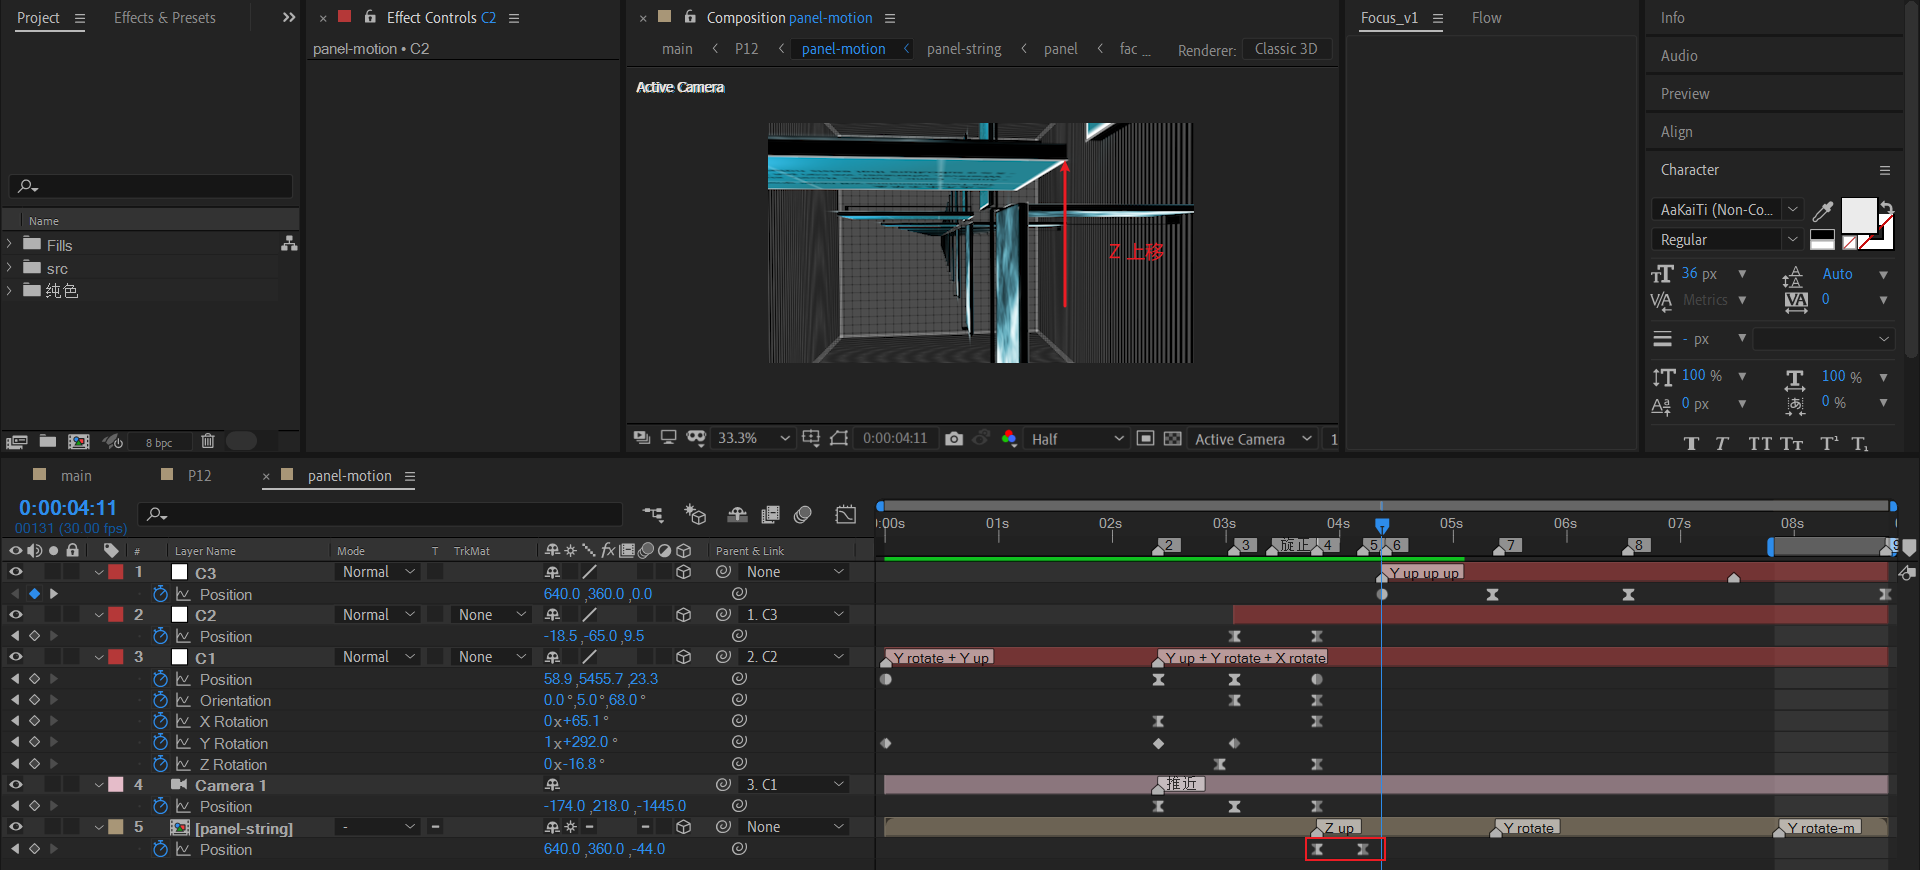 Project
Effects & Presets
Effect Controls C2
Composition panel-motion
Focus_v1
Flow
Info
panel-motion • C2
main
P12
panel-motion
panel-string
panel
fac ...
Renderer:
Classic 3D
Audio
Active Camera
Preview
Align
Character
AaKaiTi (Non-Co...
Name
Regular
Fills
Z 上移
src
36 px
Auto
纯色
Metrics
0
- px
100 %
100 %
0 px
0 %
8 bpc
33.3%
0:00:04:11
Half
Active Camera
1
T T TT Tт T¹ T₁
main
P12
panel-motion
0:00:04:11
00131 (30.00 fps)
:00s 01s 02s 03s 04s 05s 06s 07s 08s
# Layer Name Mode T TrkMat Parent & Link
2 3 旋正 4 5 6 7 8 9
1 C3 Normal None
Y up up up
Position 640.0,360.0,0.0
2 C2 Normal None 1. C3
Position -18.5,-65.0,9.5
3 C1 Normal None 2. C2
Y rotate + Y up
Y up + Y rotate + X rotate
Position 58.9,5455.7,23.3
Orientation 0.0°,5.0°,68.0°
X Rotation 0x+65.1°
Y Rotation 1x+292.0°
Z Rotation 0x-16.8°
4 Camera 1 3. C1
推近
Position -174.0,218.0,-1445.0
5 [panel-string] - None
Z up
Y rotate
Y rotate-m
Position 640.0,360.0,-44.0